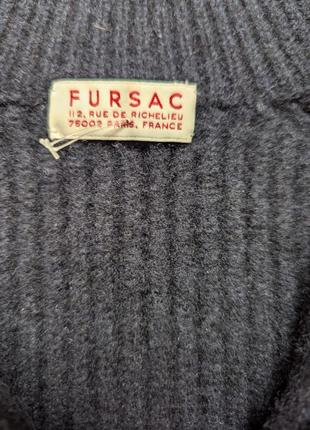 FURSAC
112, RUE DE RICHELIEU
75002 PARIS, FRANCE